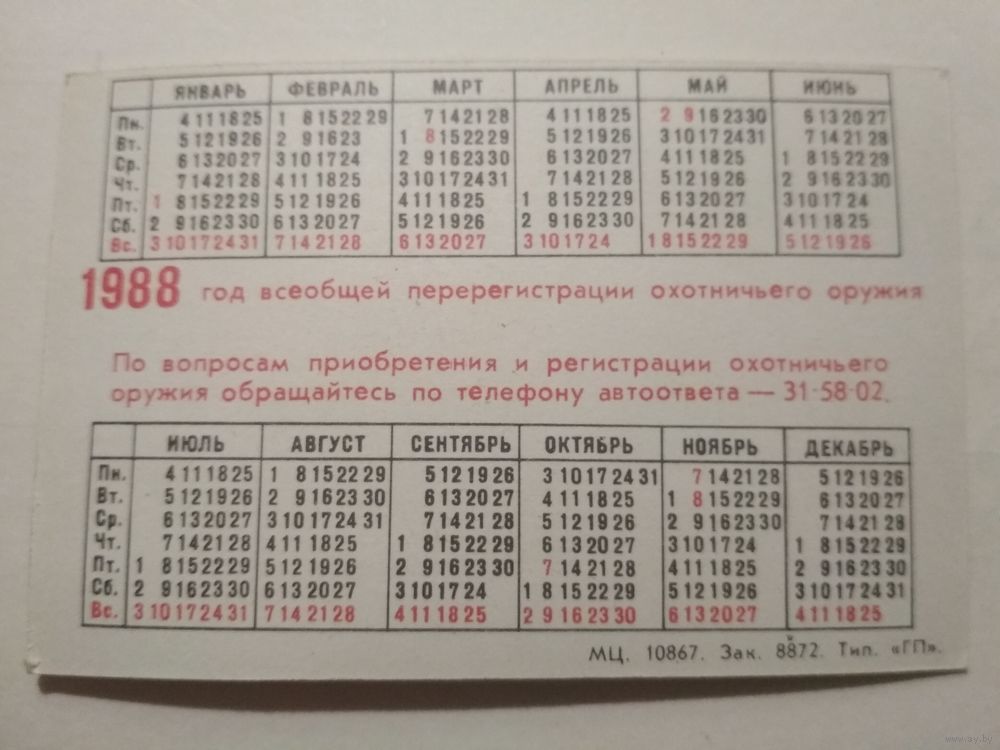 ЯНВАРЬ ФЕВРАЛЬ МАРТ АПРЕЛЬ МАЙ ИЮНЬ
Пн. 4 11 18 25 1 8 15 22 29 7 14 21 28 4 11 18 25 2 9 16 23 30 6 13 20 27
Вт. 5 12 19 26 2 9 16 23 1 8 15 22 29 5 12 19 26 3 10 17 24 31 7 14 21 28
Ср. 6 13 20 27 3 10 17 24 2 9 16 23 30 6 13 20 27 4 11 18 25 1 8 15 22 29
Чт. 7 14 21 28 4 11 18 25 3 10 17 24 31 7 14 21 28 5 12 19 26 2 9 16 23 30
Пт. 1 8 15 22 29 5 12 19 26 4 11 18 25 1 8 15 22 29 6 13 20 27 3 10 17 24
Сб. 2 9 16 23 30 6 13 20 27 5 12 19 26 2 9 16 23 30 7 14 21 28 4 11 18 25
Вс. 3 10 17 24 31 7 14 21 28 6 13 20 27 3 10 17 24 1 8 15 22 29 5 12 19 26
1988 год всеобщей перерегистрации охотничьего оружия
По вопросам приобретения и регистрации охотничьего
оружия обращайтесь по телефону автоответа — 31-58-02.
ИЮЛЬ АВГУСТ СЕНТЯБРЬ ОКТЯБРЬ НОЯБРЬ ДЕКАБРЬ
Пн. 4 11 18 25 1 8 15 22 29 5 12 19 26 3 10 17 24 31 7 14 21 28 5 12 19 26
Вт. 5 12 19 26 2 9 16 23 30 6 13 20 27 4 11 18 25 1 8 15 22 29 6 13 20 27
Ср. 6 13 20 27 3 10 17 24 31 7 14 21 28 5 12 19 26 2 9 16 23 30 7 14 21 28
Чт. 7 14 21 28 4 11 18 25 1 8 15 22 29 6 13 20 27 3 10 17 24 1 8 15 22 29
Пт. 1 8 15 22 29 5 12 19 26 2 9 16 23 30 7 14 21 28 4 11 18 25 2 9 16 23 30
Сб. 2 9 16 23 30 6 13 20 27 3 10 17 24 1 8 15 22 29 5 12 19 26 3 10 17 24 31
Вс. 3 10 17 24 31 7 14 21 28 4 11 18 25 2 9 16 23 30 6 13 20 27 4 11 18 25
МЦ. 10867. Зак. 8872. Тип. «ГП».
www.ay.by